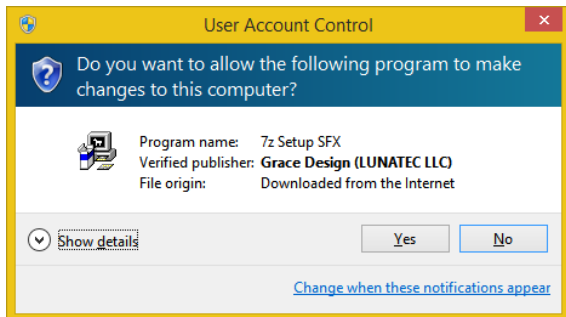 User Account Control
Do you want to allow the following program to make
changes to this computer?
Program name: 7z Setup SFX
Verified publisher: Grace Design (LUNATEC LLC)
File origin: Downloaded from the Internet
Show details
Yes No
Change when these notifications appear